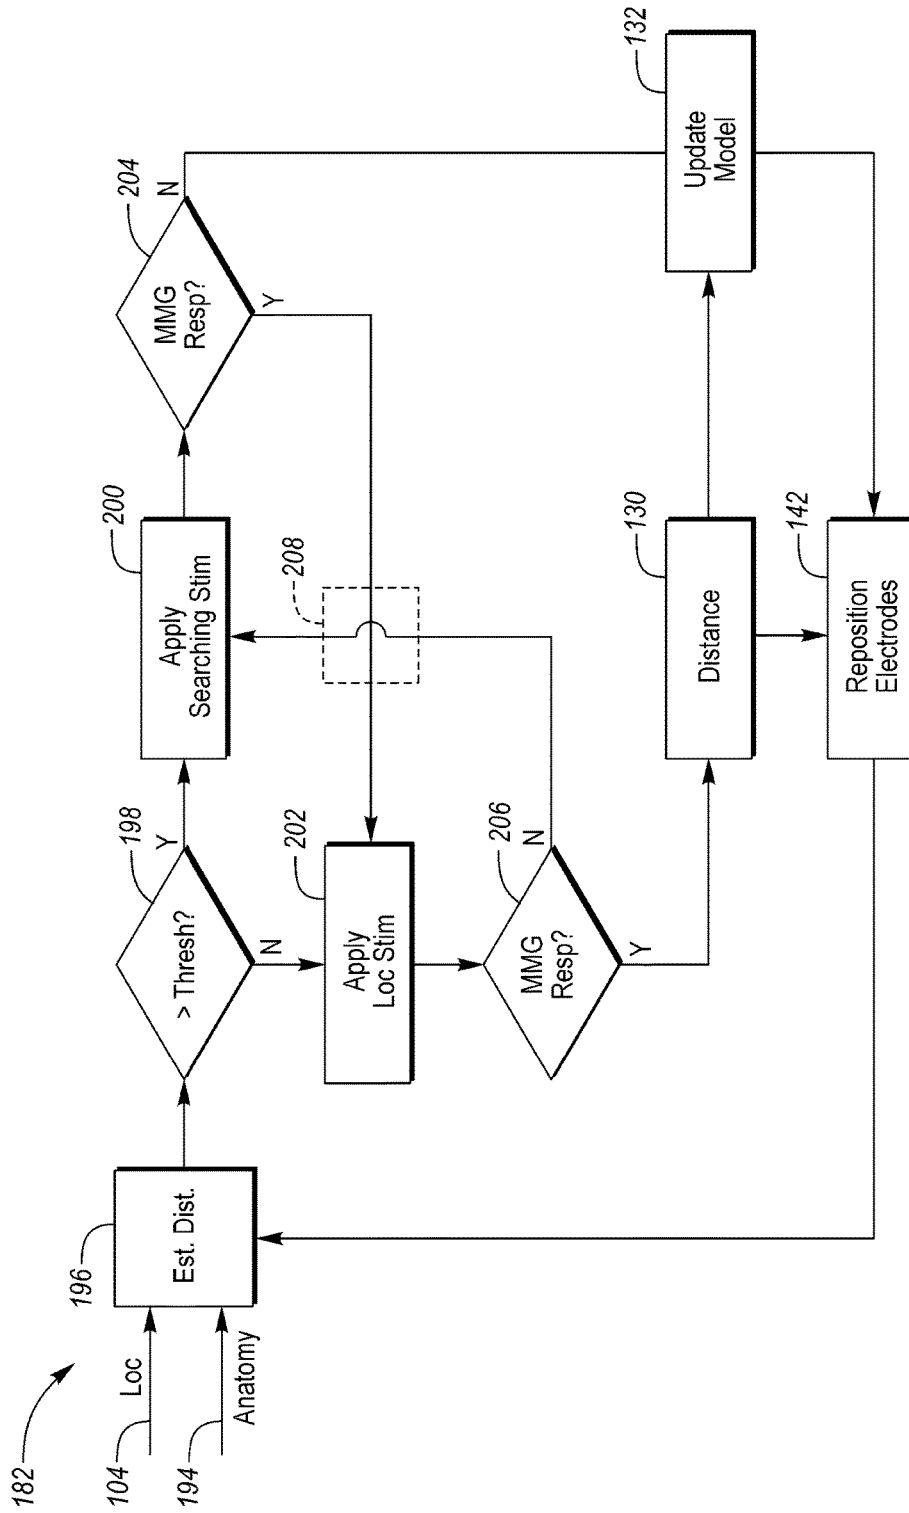 182
104
Loc
194
Anatomy
196
Est. Dist.
198
> Thresh?
Y
N
200
Apply
Searching Stim
204
MMG
Resp?
N
Y
202
Apply
Loc Stim
208
206
MMG
Resp?
N
Y
130
Distance
132
Update
Model
142
Reposition
Electrodes